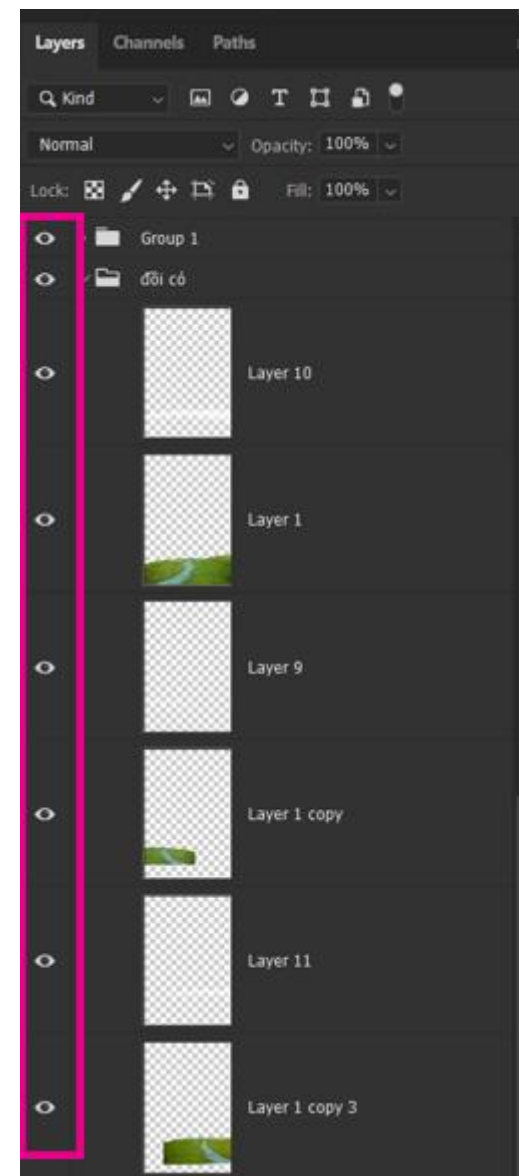 Layers Channels Paths
Kind
Normal Opacity: 100%
Lock: Fill: 100%
Group 1
đồi cỏ
Layer 10
Layer 1
Layer 9
Layer 1 copy
Layer 11
Layer 1 copy 3